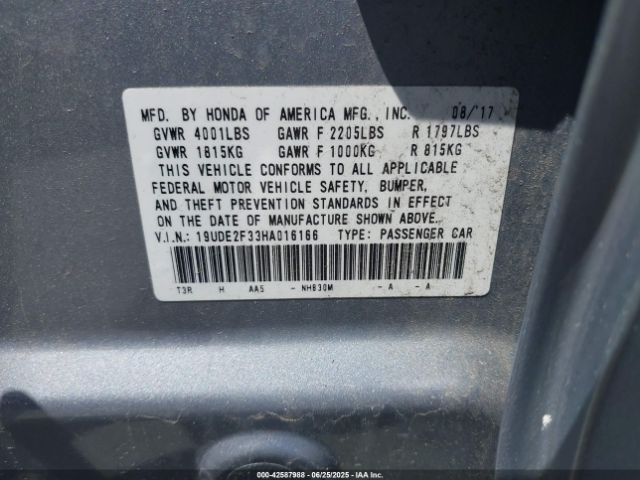 MFD. BY HONDA OF AMERICA MFG., INC. 08/'17
GVWR 4001LBS GAWR F 2205LBS R 1797LBS
GVWR 1815KG GAWR F 1000KG R 815KG
THIS VEHICLE CONFORMS TO ALL APPLICABLE
FEDERAL MOTOR VEHICLE SAFETY, BUMPER,
AND THEFT PREVENTION STANDARDS IN EFFECT
ON THE DATE OF MANUFACTURE SHOWN ABOVE.
V.I.N.: 19UDE2F33HA016166 TYPE: PASSENGER CAR
T3R H AA5 - NH830M - A - A
000-42587988 - 06/25/2025 - IAA Inc.